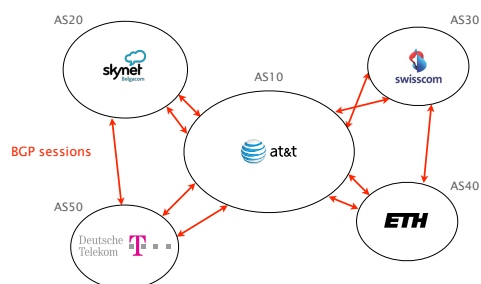 AS20
AS30
skynet
Belgacom
swisscom
AS10
at&t
BGP sessions
AS50
AS40
Deutsche
Telekom
T
ETH